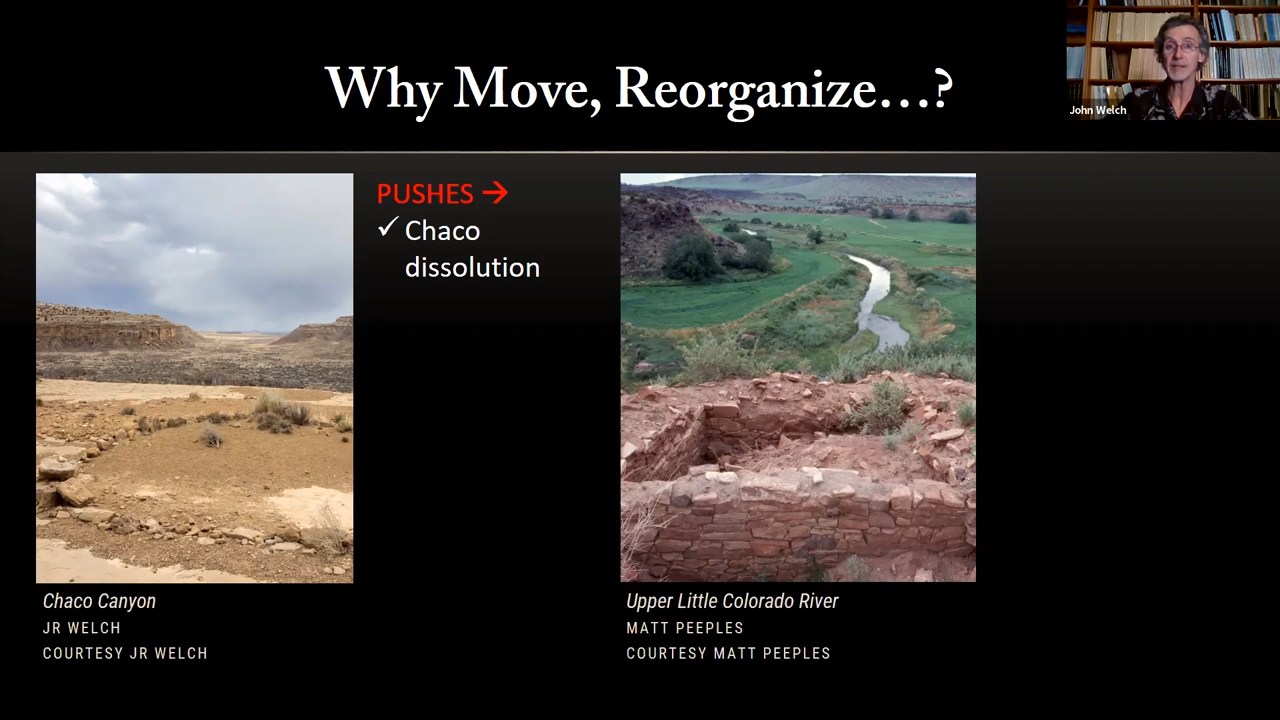 Why Move, Reorganize…?
John Welch
PUSHES →
✓ Chaco
dissolution
Chaco Canyon
JR WELCH
COURTESY JR WELCH
Upper Little Colorado River
MATT PEEPLES
COURTESY MATT PEEPLES